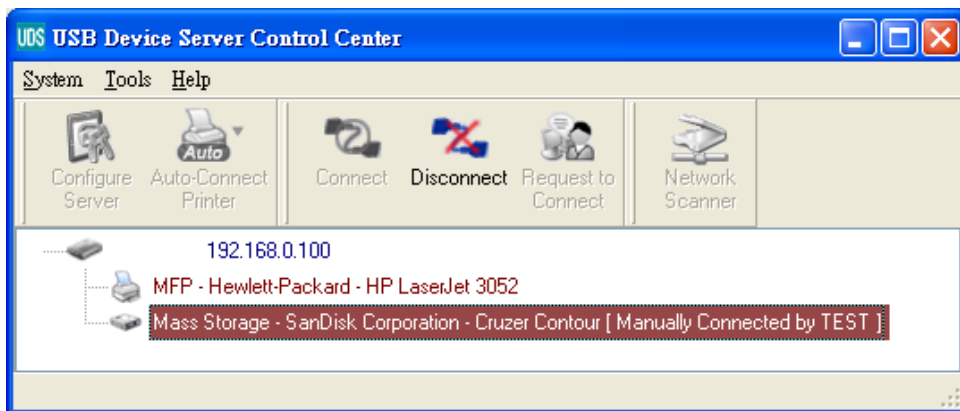 UDS USB Device Server Control Center
System Tools Help
Auto
Configure Server
Auto-Connect Printer
Connect
Disconnect
Request to Connect
Network Scanner
192.168.0.100
MFP - Hewlett-Packard - HP LaserJet 3052
Mass Storage - SanDisk Corporation - Cruzer Contour [ Manually Connected by TEST ]